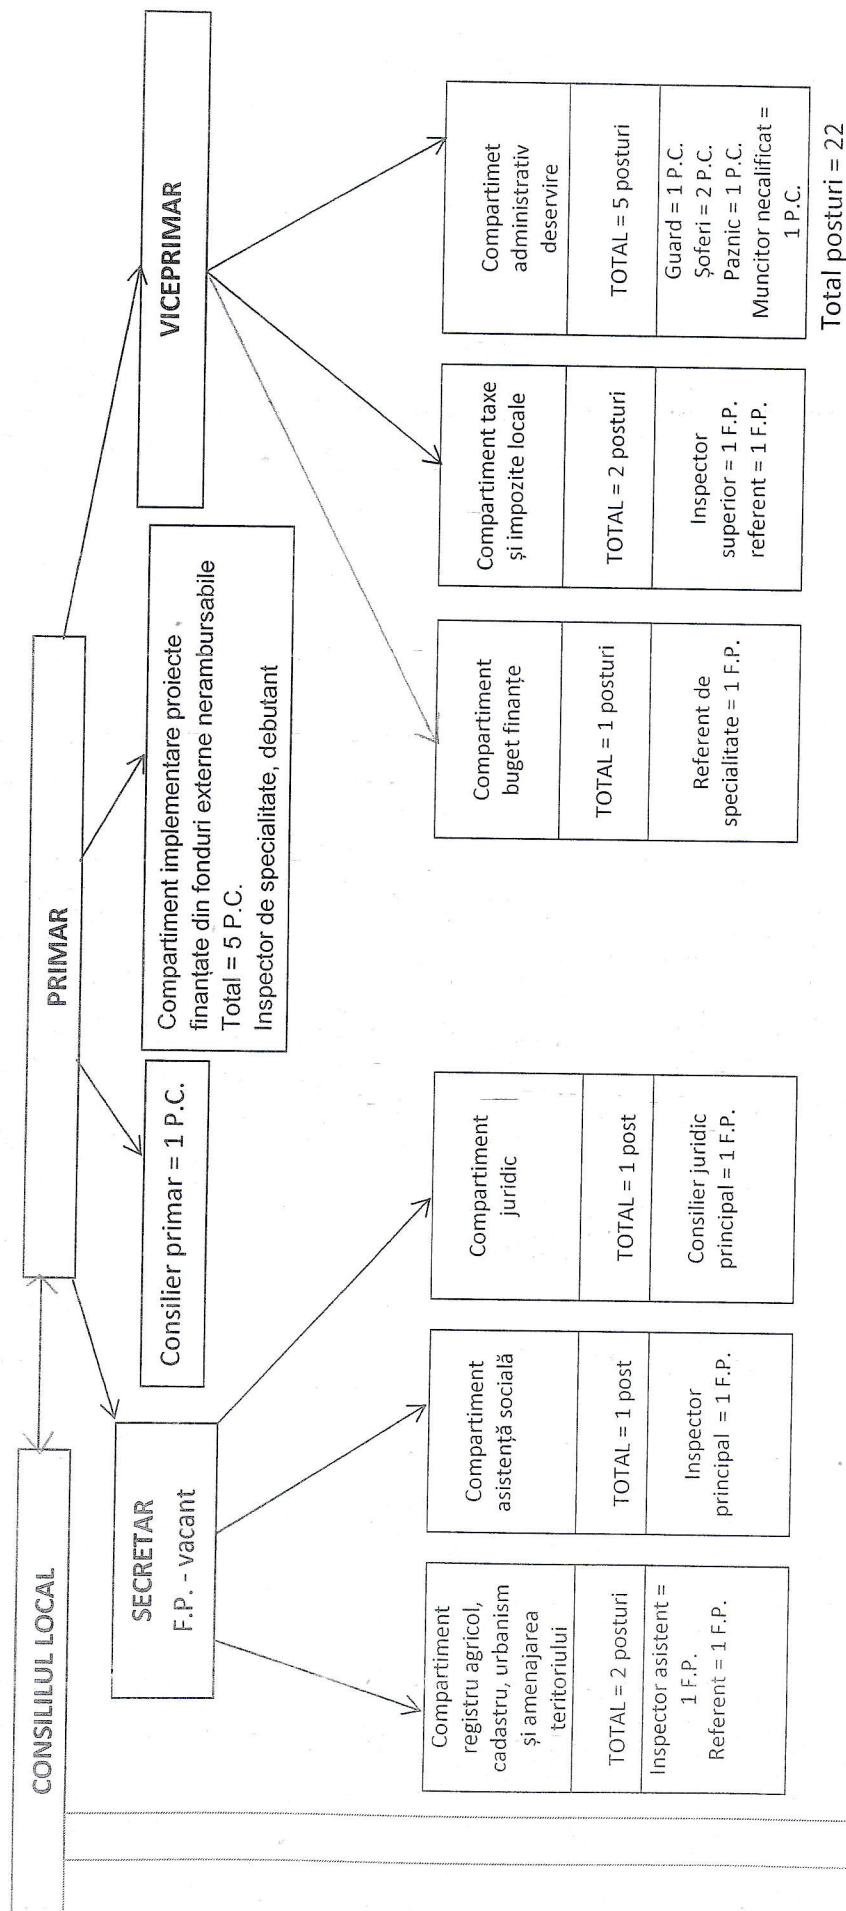 CONSILILUL LOCAL
PRIMAR
SECRETAR
F.P. - vacant
Consilier primar = 1 P.C.
Compartiment implementare proiecte
finanțate din fonduri externe nerambursabile
Total = 5 P.C.
Inspector de specialitate, debutant
VICEPRIMAR
Compartiment
registru agricol,
cadastru, urbanism
și amenajarea
teritoriului
TOTAL = 2 posturi
Inspector asistent =
1 F.P.
Referent = 1 F.P.
Compartiment
asistență socială
TOTAL = 1 post
Inspector
principal = 1 F.P.
Compartiment
juridic
TOTAL = 1 post
Consilier juridic
principal = 1 F.P.
Compartiment
buget finanțe
TOTAL = 1 posturi
Referent de
specialitate = 1 F.P.
Compartiment taxe
și impozite locale
TOTAL = 2 posturi
Inspector
superior = 1 F.P.
referent = 1 F.P.
Compartimet
administrativ
deservire
TOTAL = 5 posturi
Guard = 1 P.C.
Șoferi = 2 P.C.
Paznic = 1 P.C.
Muncitor necalificat =
1 P.C.
Total posturi = 22